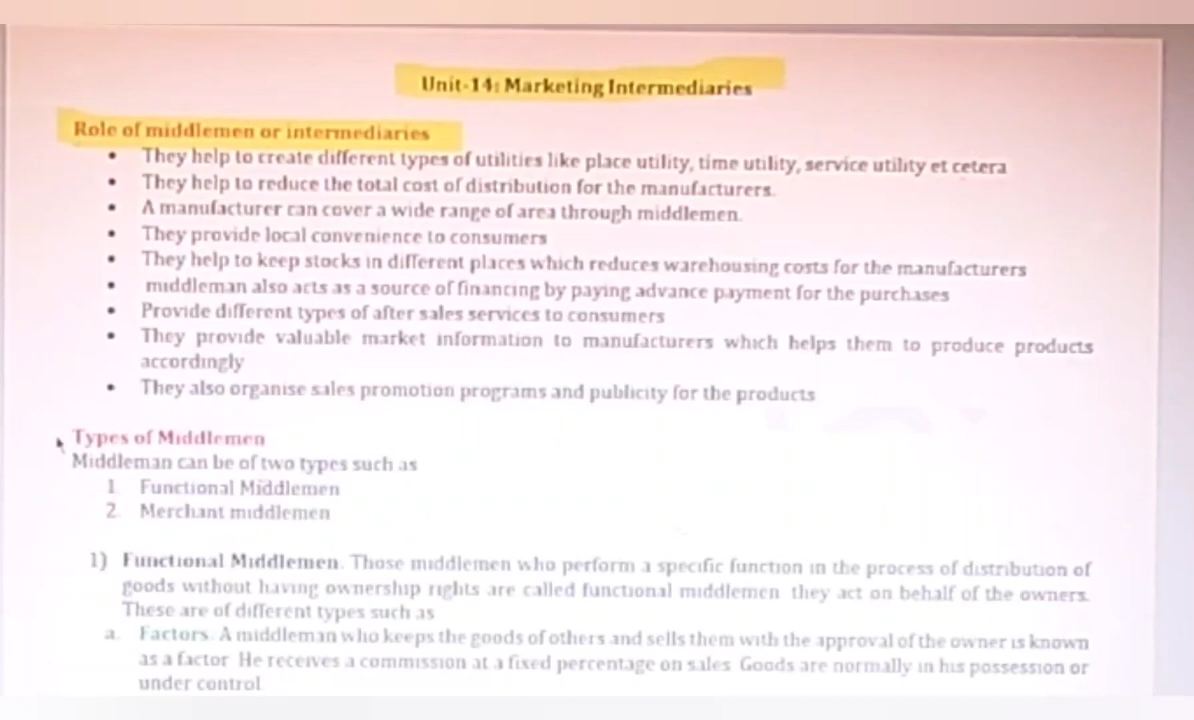 Unit-14: Marketing Intermediaries
Role of middlemen or intermediaries
• They help to create different types of utilities like place utility, time utility, service utility et cetera
• They help to reduce the total cost of distribution for the manufacturers.
• A manufacturer can cover a wide range of area through middlemen.
• They provide local convenience to consumers
• They help to keep stocks in different places which reduces warehousing costs for the manufacturers
• middleman also acts as a source of financing by paying advance payment for the purchases
• Provide different types of after sales services to consumers
• They provide valuable market information to manufacturers which helps them to produce products
accordingly
• They also organise sales promotion programs and publicity for the products
Types of Middlemen
Middleman can be of two types such as
1. Functional Middlemen
2. Merchant middlemen
1) Functional Middlemen. Those middlemen who perform a specific function in the process of distribution of
goods without having ownership rights are called functional middlemen they act on behalf of the owners.
These are of different types such as
a. Factors. A middleman who keeps the goods of others and sells them with the approval of the owner is known
as a factor He receives a commission at a fixed percentage on sales Goods are normally in his possession or
under control